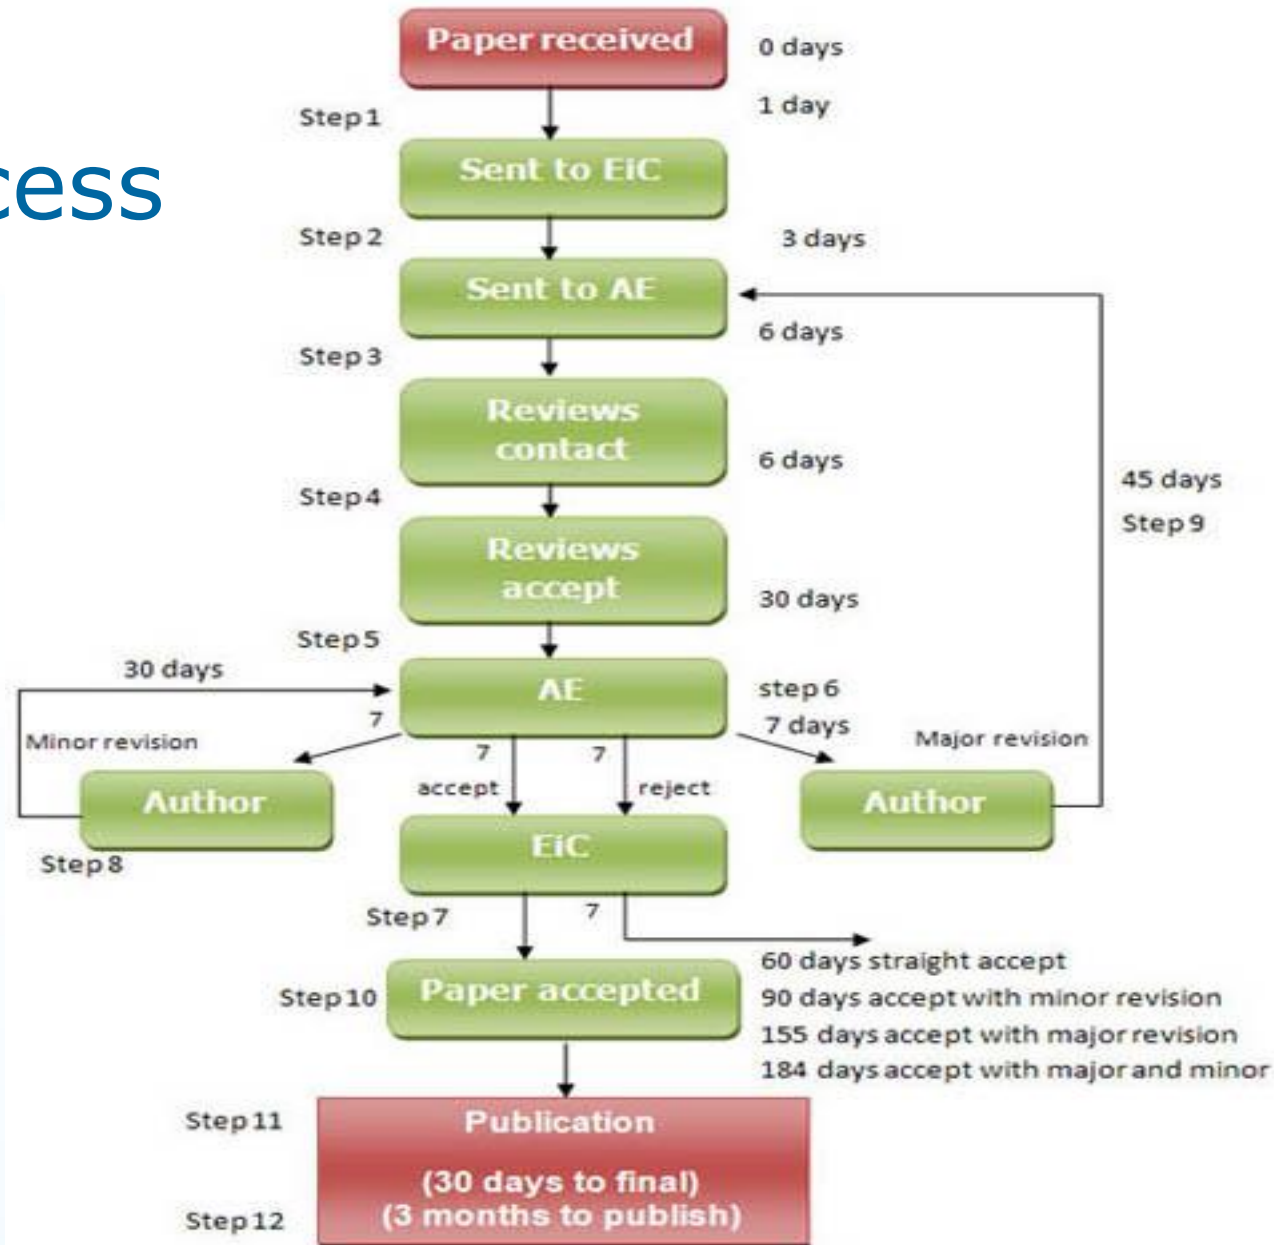 Paper received
0 days
1 day
Step 1
cess
Sent to EiC
Step 2
3 days
Sent to AE
6 days
Step 3
Reviews
contact
6 days
45 days
Step 4
Step 9
Reviews
accept
30 days
Step 5
30 days
AE
step 6
7
7 days
Minor revision
7
7
Major revision
accept
reject
Author
Author
EiC
Step 8
Step 7
7
60 days straight accept
Step 10
Paper accepted
90 days accept with minor revision
155 days accept with major revision
184 days accept with major and minor
Step 11
Publication
(30 days to final)
Step 12
(3 months to publish)